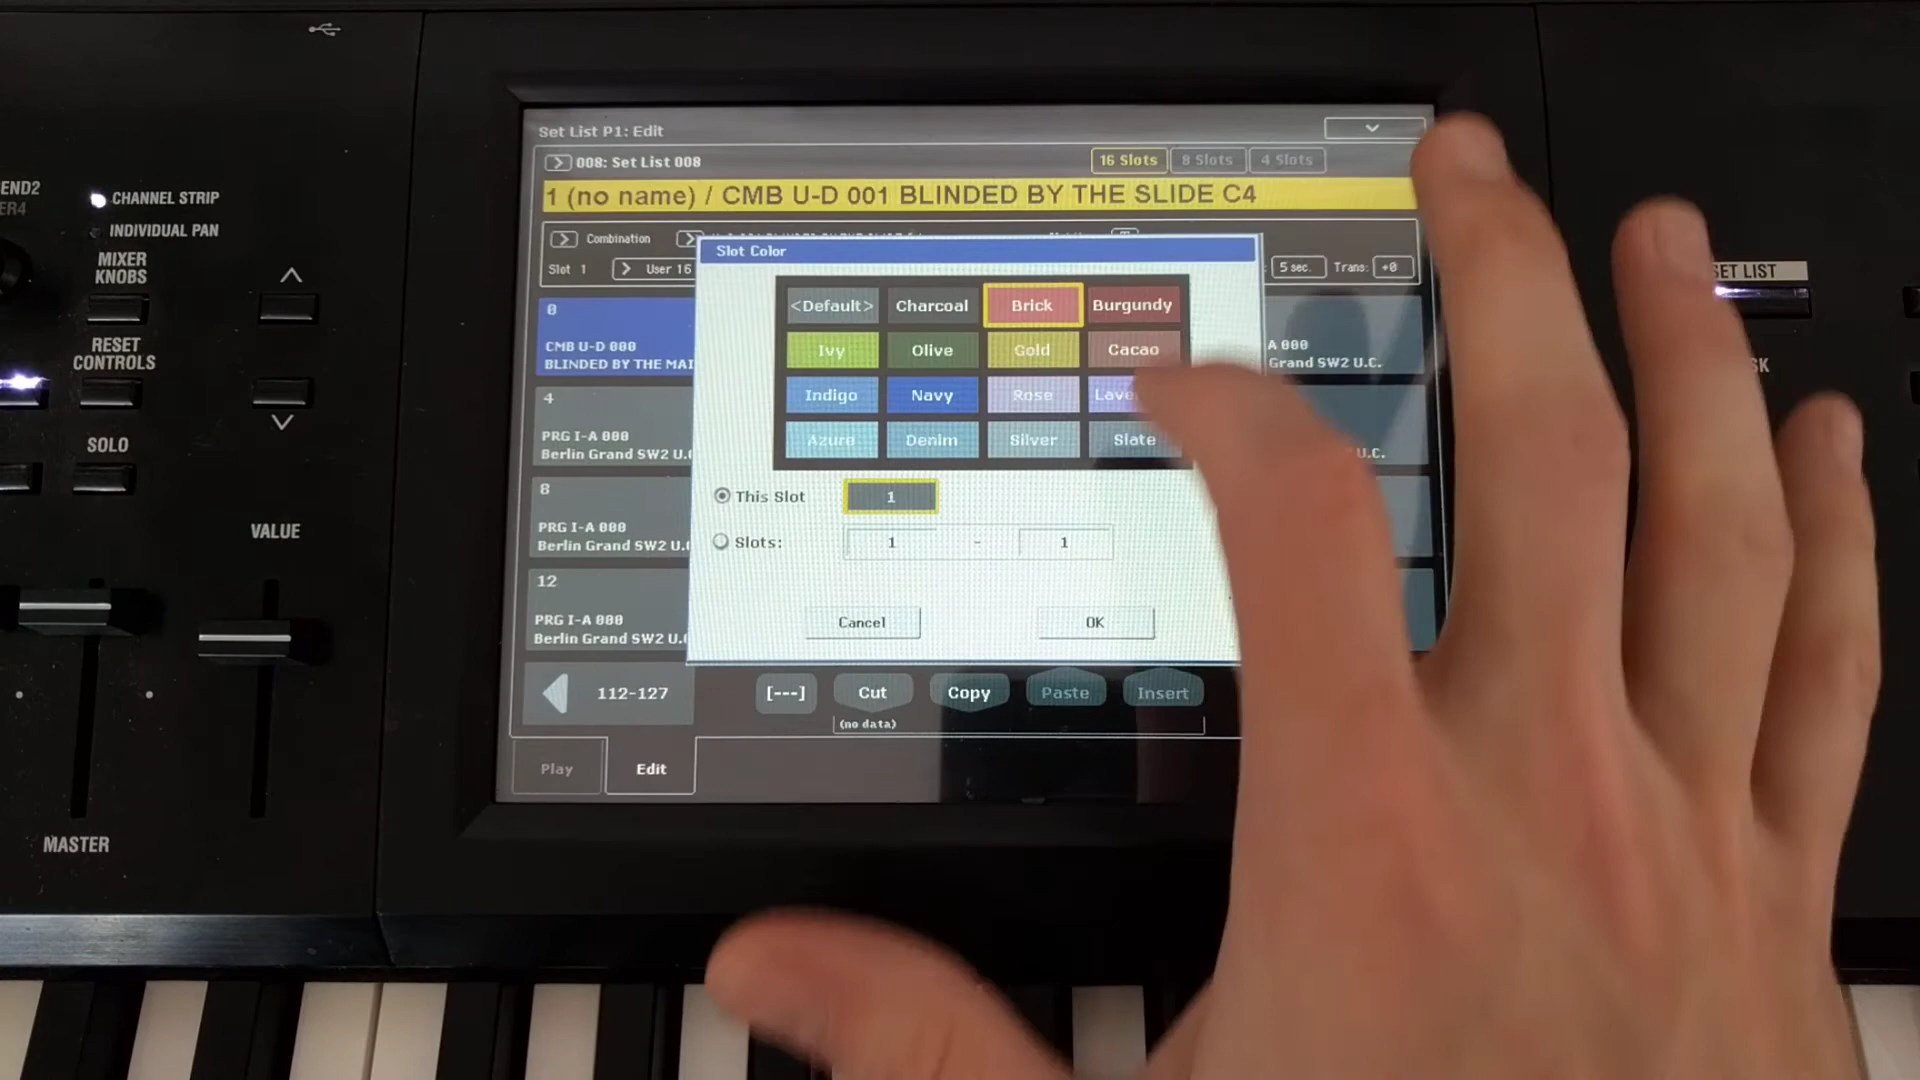 Set List P1: Edit
008: Set List 008
16 Slots
8 Slots
4 Slots
1 (no name) / CMB U-D 001 BLINDED BY THE SLIDE C4
END2
CHANNEL STRIP
INDIVIDUAL PAN
MIXER
KNOBS
RESET
CONTROLS
SOLO
VALUE
MASTER
SET LIST
Combination
Slot 1
User 16
5 sec.
Trans:
+0
Slot Color
<Default>
Charcoal
Brick
Burgundy
Ivy
Olive
Gold
Cacao
Indigo
Navy
Rose
Azure
Denim
Silver
Slate
This Slot
1
Slots:
1
-
1
Cancel
OK
0
CMB U-D 000
BLINDED BY THE MAI
A 000
Grand SW2 U.C.
4
PRG I-A 000
Berlin Grand SW2 U.
8
PRG I-A 000
Berlin Grand SW2 U.
12
PRG I-A 000
Berlin Grand SW2 U.
112-127
[---]
Cut
Copy
Paste
Insert
(no data)
Play
Edit